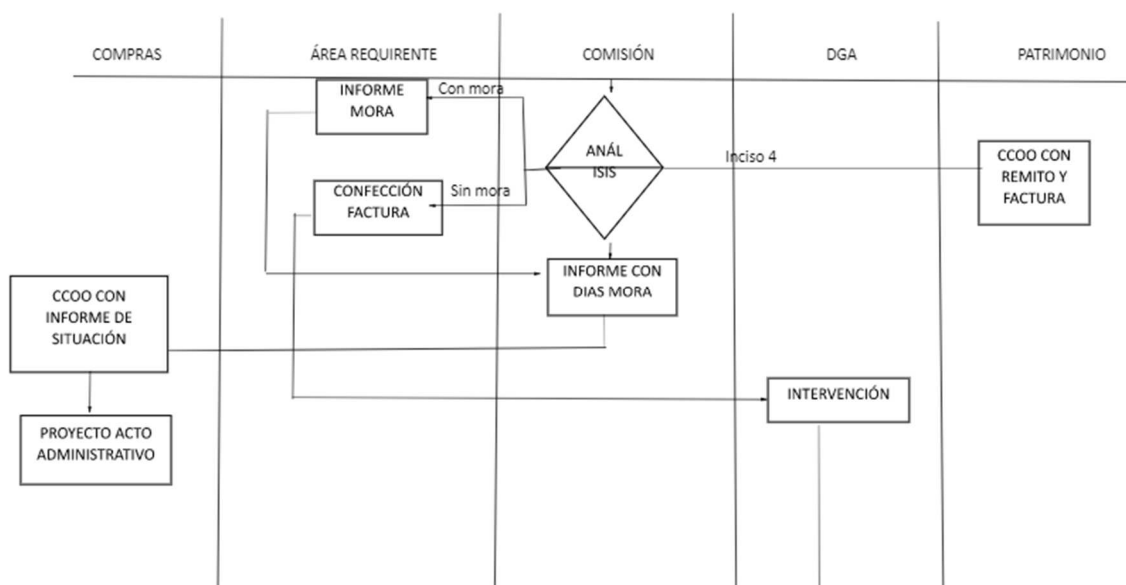 COMPRAS
ÁREA REQUIRENTE
COMISIÓN
DGA
PATRIMONIO
INFORME
MORA
Con mora
ANÁL
ISIS
Inciso 4
CCOO CON
REMITO Y
FACTURA
CONFECCIÓN
FACTURA
Sin mora
INFORME CON
DIAS MORA
CCOO CON
INFORME DE
SITUACIÓN
INTERVENCIÓN
PROYECTO ACTO
ADMINISTRATIVO